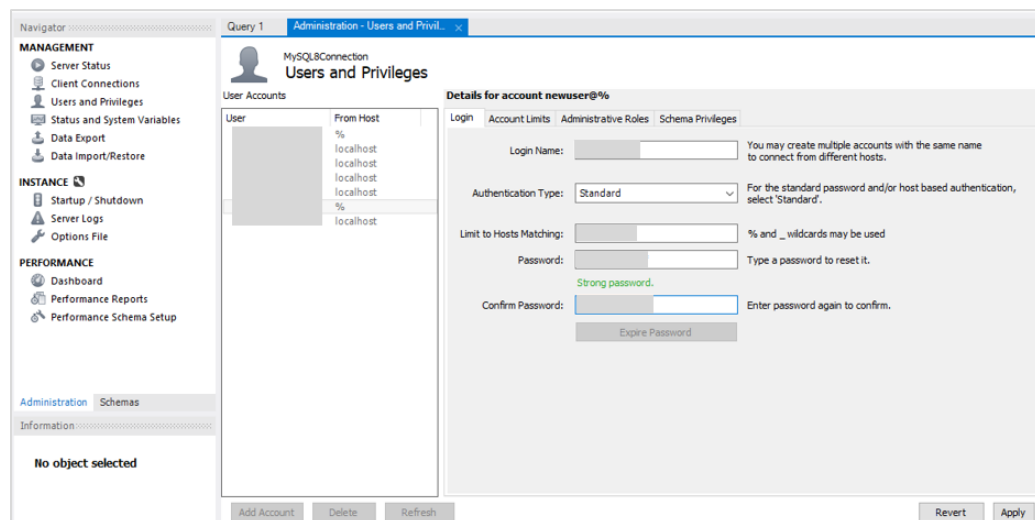 Navigator
MANAGEMENT
Server Status
Client Connections
Users and Privileges
Status and System Variables
Data Export
Data Import/Restore
INSTANCE
Startup / Shutdown
Server Logs
Options File
PERFORMANCE
Dashboard
Performance Reports
Performance Schema Setup
Administration Schemas
Information
No object selected
Query 1 Administration - Users and Privil...
MySQL8Connection
Users and Privileges
User Accounts
User From Host
%
localhost
localhost
localhost
localhost
%
localhost
Add Account Delete Refresh
Details for account newuser@%
Login Account Limits Administrative Roles Schema Privileges
Login Name:
You may create multiple accounts with the same name
to connect from different hosts.
Authentication Type: Standard
For the standard password and/or host based authentication,
select 'Standard'.
Limit to Hosts Matching: % and _ wildcards may be used
Password: Type a password to reset it.
Strong password.
Confirm Password: Enter password again to confirm.
Expire Password
Revert Apply